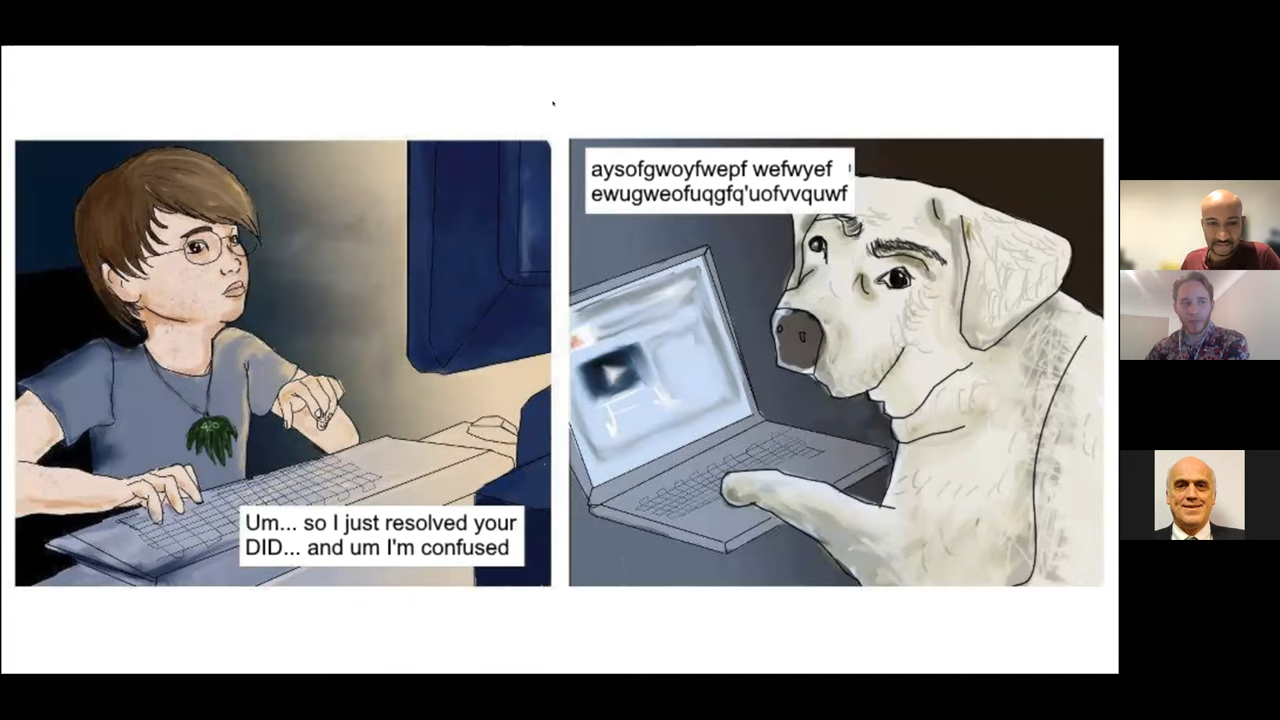 Um... so I just resolved your
DID... and um I'm confused
aysofgwoyfwepf wefwyef
ewugweofuqgfq'uofvvquwf